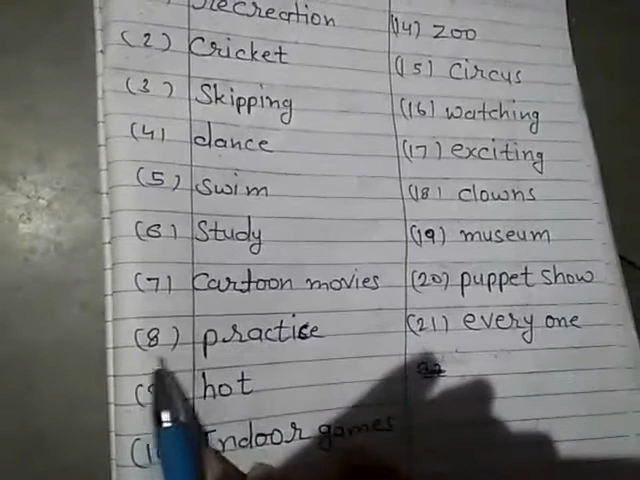 Recreation
(2) Cricket
(3) Skipping
(4) dance
(5) Swim
(6) Study
(7) Cartoon movies
(8) practice
hot
Indoor games
(14) zoo
(15) circus
(16) watching
(17) exciting
(18) clowns
(19) museum
(20) puppet show
(21) every one